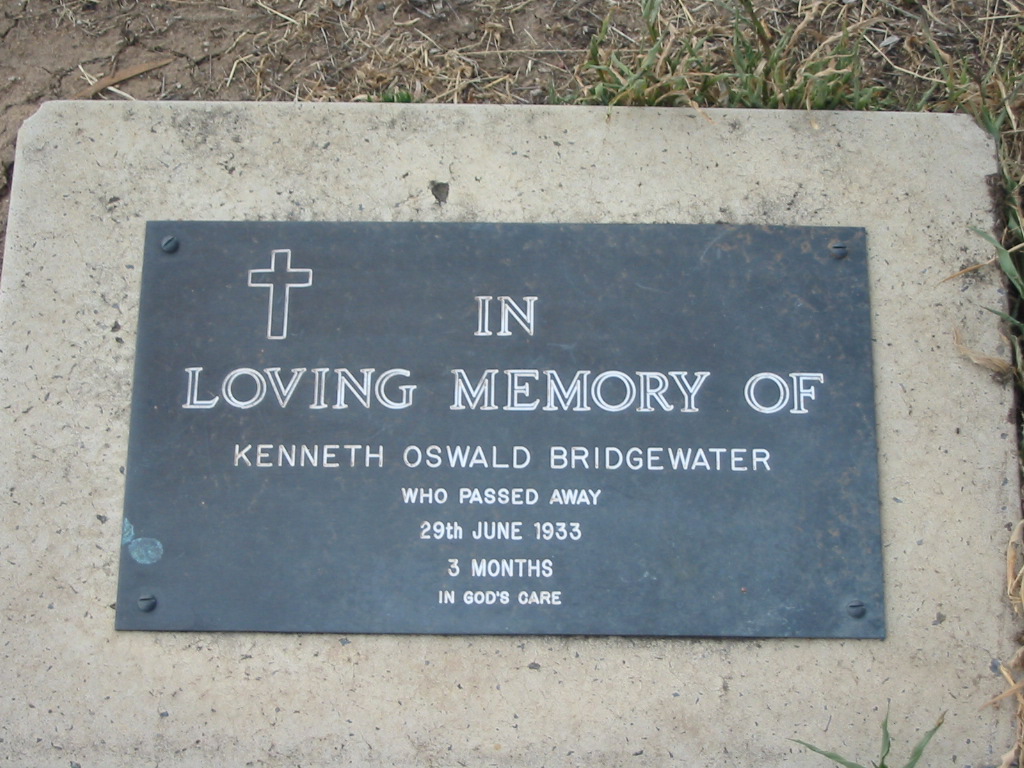 IN
LOVING MEMORY OF
KENNETH OSWALD BRIDGEWATER
WHO PASSED AWAY
29th JUNE 1933
3 MONTHS
IN GOD'S CARE